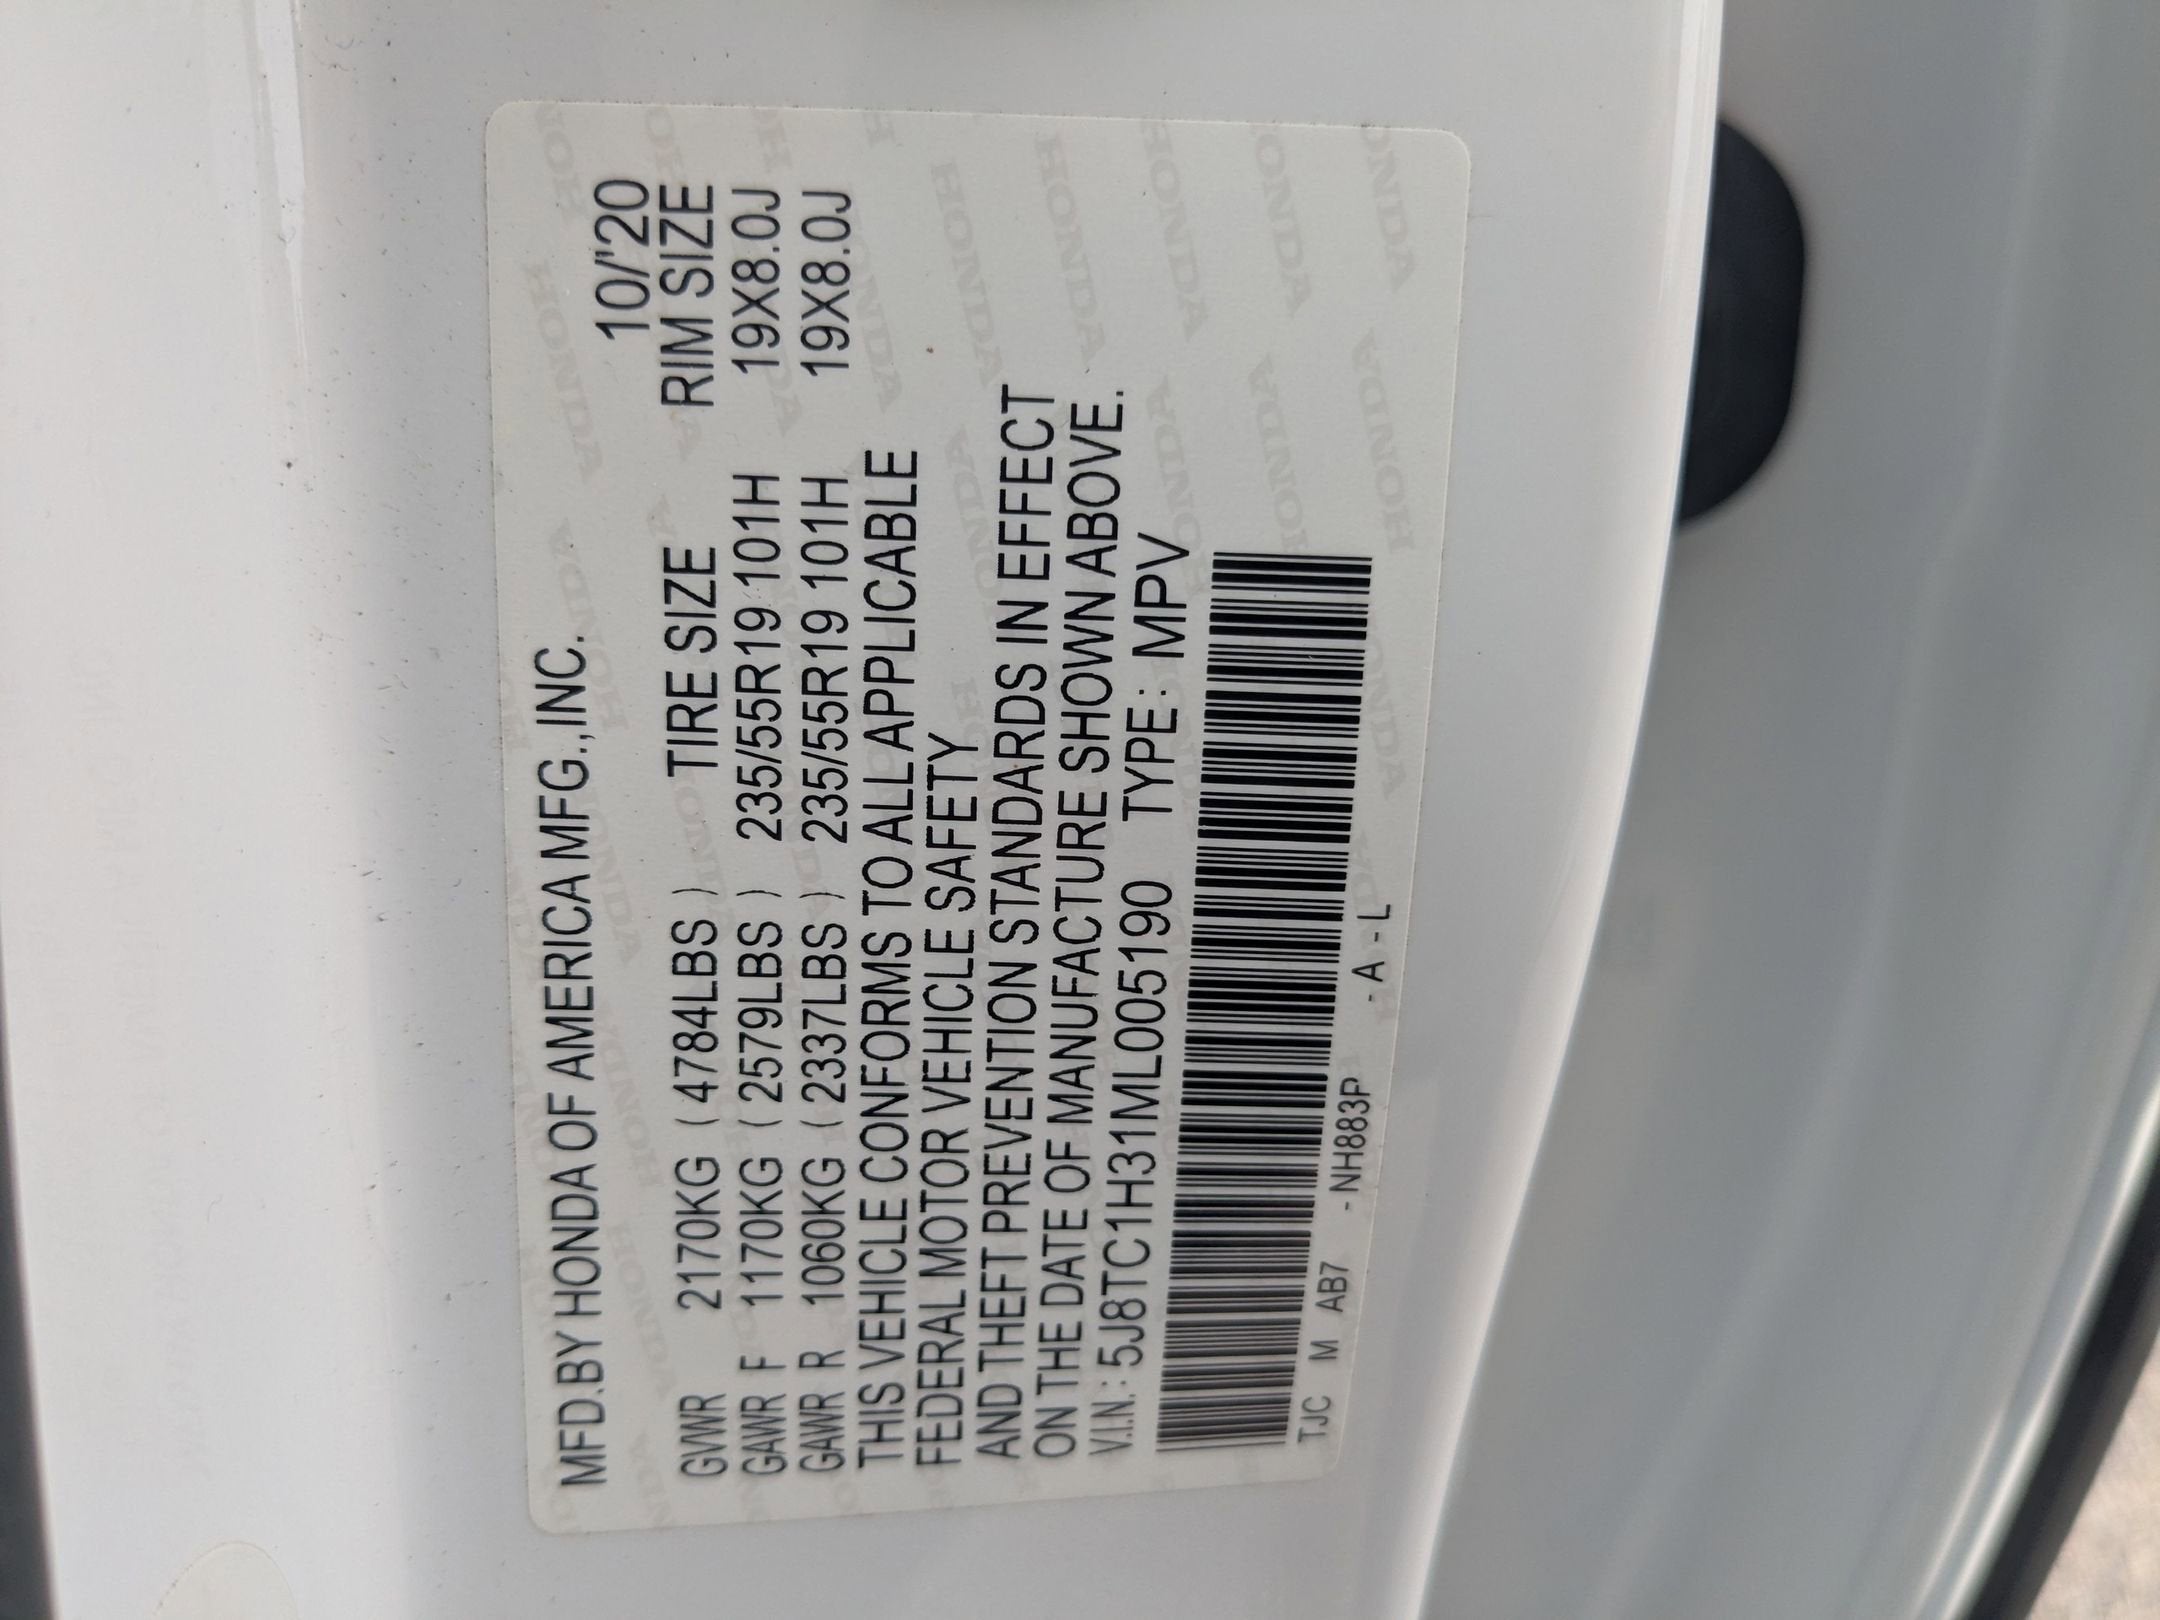 MFD.BY HONDA OF AMERICA MFG.,INC.
10/'20
GVWR 2170KG ( 4784LBS ) TIRE SIZE RIM SIZE
GAWR F 1170KG ( 2579LBS ) 235/55R19 101H 19X8.0J
GAWR R 1060KG ( 2337LBS ) 235/55R19 101H 19X8.0J
THIS VEHICLE CONFORMS TO ALL APPLICABLE
FEDERAL MOTOR VEHICLE SAFETY
AND THEFT PREVENTION STANDARDS IN EFFECT
ON THE DATE OF MANUFACTURE SHOWN ABOVE.
V.I.N.: 5J8TC1H31ML005190 TYPE: MPV
TJC M AB7 - NH883P - A - L